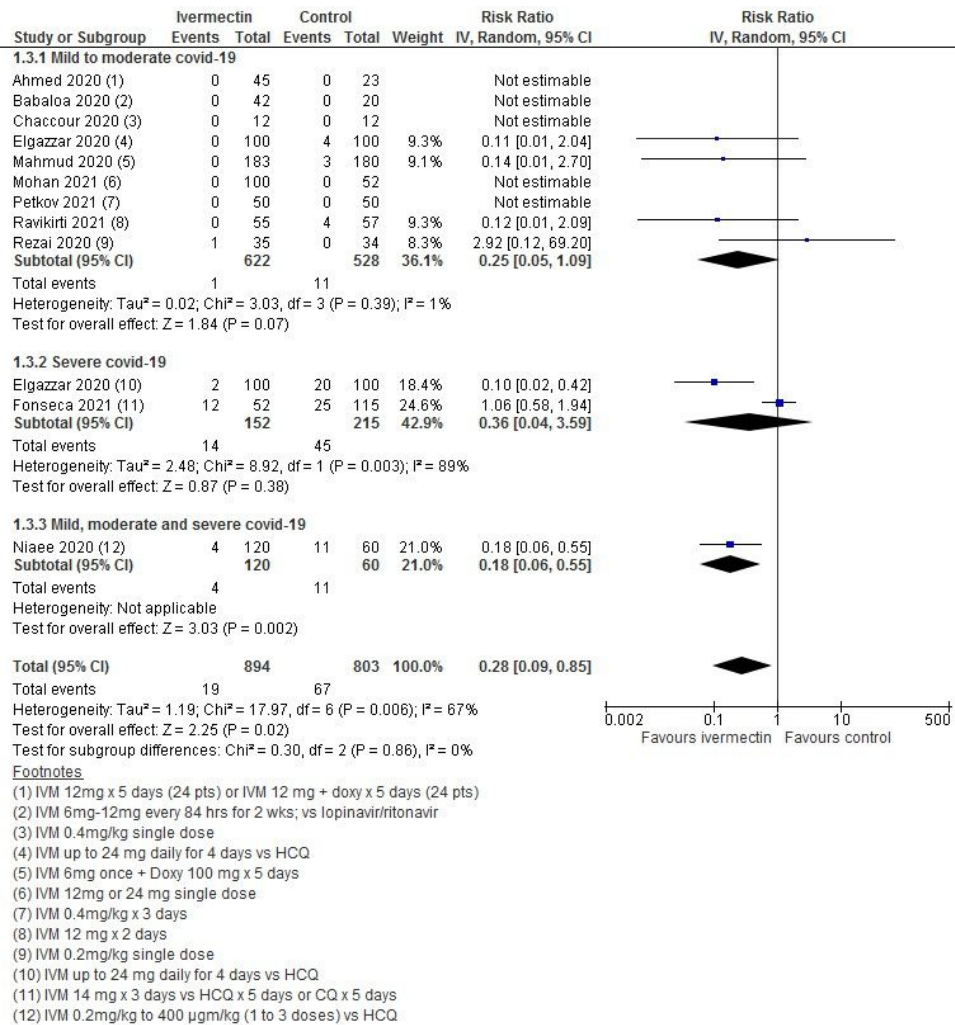 Ivermectin Control Risk Ratio Risk Ratio
Study or Subgroup Events Total Events Total Weight IV, Random, 95% CI IV, Random, 95% CI
1.3.1 Mild to moderate covid-19
Ahmed 2020 (1) 0 45 0 23 Not estimable
Babaloa 2020 (2) 0 42 0 20 Not estimable
Chaccour 2020 (3) 0 12 0 12 Not estimable
Elgazzar 2020 (4) 0 100 4 100 9.3% 0.11 [0.01, 2.04]
Mahmud 2020 (5) 0 183 3 180 9.1% 0.14 [0.01, 2.70]
Mohan 2021 (6) 0 100 0 52 Not estimable
Petkov 2021 (7) 0 50 0 50 Not estimable
Ravikirti 2021 (8) 0 55 4 57 9.3% 0.12 [0.01, 2.09]
Rezai 2020 (9) 1 35 0 34 8.3% 2.92 [0.12, 69.20]
Subtotal (95% CI) 622 528 36.1% 0.25 [0.05, 1.09]
Total events 1 11
Heterogeneity: Tau² = 0.02; Chi² = 3.03, df = 3 (P = 0.39); I² = 1%
Test for overall effect: Z = 1.84 (P = 0.07)
1.3.2 Severe covid-19
Elgazzar 2020 (10) 2 100 20 100 18.4% 0.10 [0.02, 0.42]
Fonseca 2021 (11) 12 52 25 115 24.6% 1.06 [0.58, 1.94]
Subtotal (95% CI) 152 215 42.9% 0.36 [0.04, 3.59]
Total events 14 45
Heterogeneity: Tau² = 2.48; Chi² = 8.92, df = 1 (P = 0.003); I² = 89%
Test for overall effect: Z = 0.87 (P = 0.38)
1.3.3 Mild, moderate and severe covid-19
Niaee 2020 (12) 4 120 11 60 21.0% 0.18 [0.06, 0.55]
Subtotal (95% CI) 120 60 21.0% 0.18 [0.06, 0.55]
Total events 4 11
Heterogeneity: Not applicable
Test for overall effect: Z = 3.03 (P = 0.002)
Total (95% CI) 894 803 100.0% 0.28 [0.09, 0.85]
Total events 19 67
Heterogeneity: Tau² = 1.19; Chi² = 17.97, df = 6 (P = 0.006); I² = 67%
Test for overall effect: Z = 2.25 (P = 0.02)
Test for subgroup differences: Chi² = 0.30, df = 2 (P = 0.86), I² = 0%
0.002 0.1 1 10 500
Favours ivermectin Favours control
Footnotes
(1) IVM 12mg x 5 days (24 pts) or IVM 12 mg + doxy x 5 days (24 pts)
(2) IVM 6mg-12mg every 84 hrs for 2 wks; vs lopinavir/ritonavir
(3) IVM 0.4mg/kg single dose
(4) IVM up to 24 mg daily for 4 days vs HCQ
(5) IVM 6mg once + Doxy 100 mg x 5 days
(6) IVM 12mg or 24 mg single dose
(7) IVM 0.4mg/kg x 3 days
(8) IVM 12 mg x 2 days
(9) IVM 0.2mg/kg single dose
(10) IVM up to 24 mg daily for 4 days vs HCQ
(11) IVM 14 mg x 3 days vs HCQ x 5 days or CQ x 5 days
(12) IVM 0.2mg/kg to 400 µgm/kg (1 to 3 doses) vs HCQ